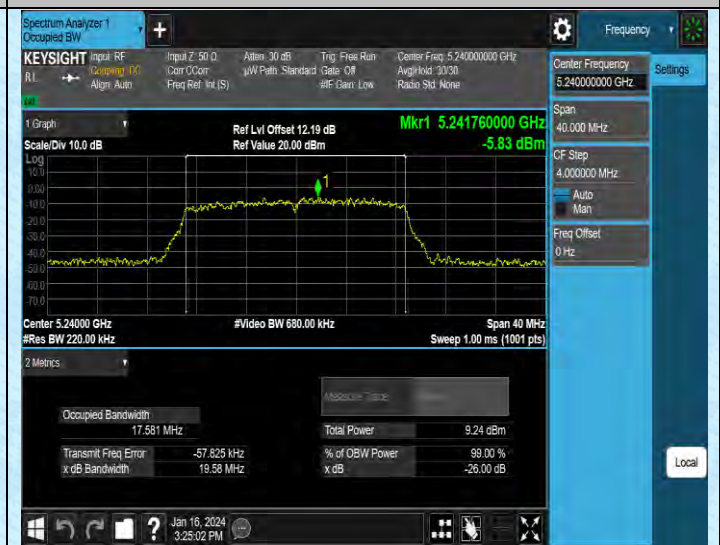 Spectrum Analyzer 1
Occupied BW
+
Frequency
KEYSIGHT
R L
Input: RF
Coupling: DC
Align: Auto
Input Z: 50 Ω
Corr CCorr
Freq Ref: Int (S)
Atten: 30 dB
µW Path: Standard
Trig: Free Run
Gate: Off
#IF Gain: Low
Center Freq: 5.240000000 GHz
Avg|Hold: 30/30
Radio Std: None
1 Graph
Scale/Div 10.0 dB
Ref Lvl Offset 12.19 dB
Ref Value 20.00 dBm
Mkr1 5.241760000 GHz
-5.83 dBm
Log
10.0
0.00
-10.0
-20.0
-30.0
-40.0
-50.0
-60.0
-70.0
1
Center 5.24000 GHz
#Res BW 220.00 kHz
#Video BW 680.00 kHz
Span 40 MHz
Sweep 1.00 ms (1001 pts)
2 Metrics
Measure Trace
Occupied Bandwidth
17.581 MHz
Total Power 9.24 dBm
Transmit Freq Error -57.825 kHz
% of OBW Power 99.00 %
x dB Bandwidth 19.58 MHz
x dB -26.00 dB
Center Frequency
5.240000000 GHz
Settings
Span
40.000 MHz
CF Step
4.000000 MHz
Auto
Man
Freq Offset
0 Hz
Local
?
Jan 16, 2024
3:25:02 PM